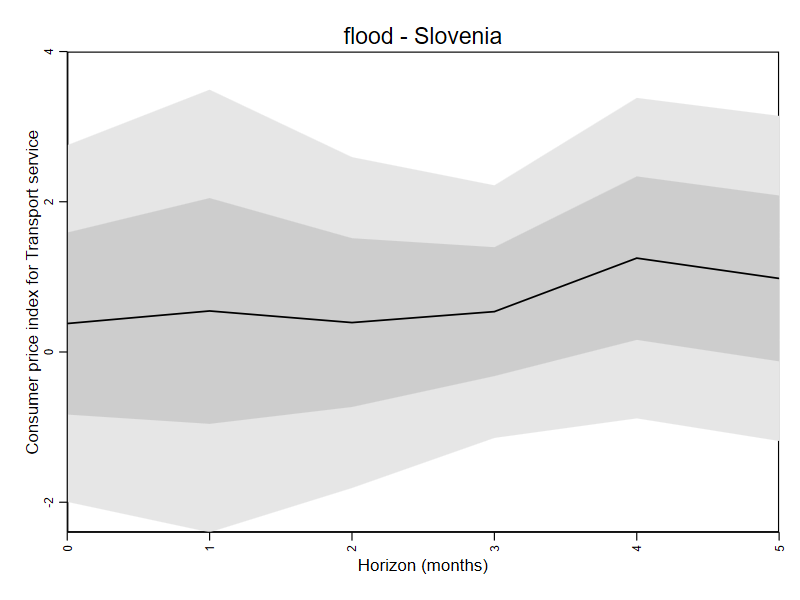 flood - Slovenia
Consumer price index for Transport service
4
2
0
-2
0 1 2 3 4 5
Horizon (months)